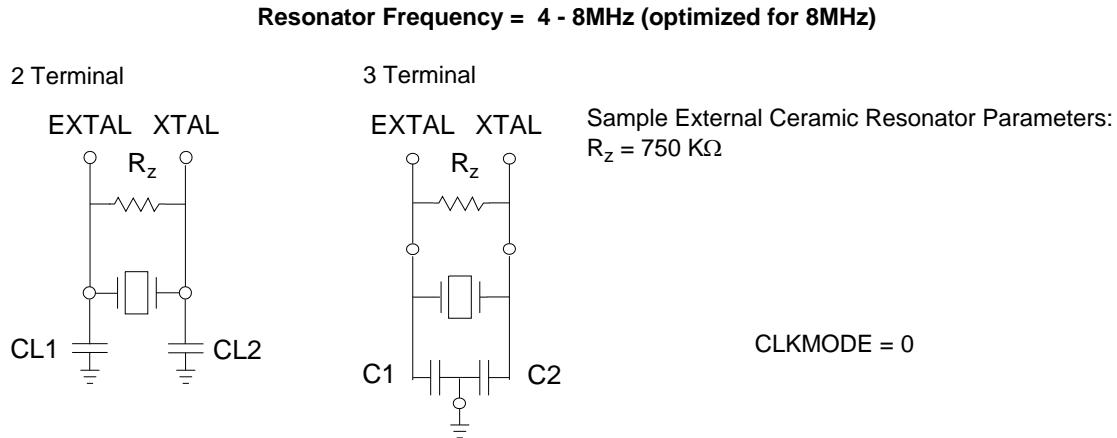 Resonator Frequency = 4 - 8MHz (optimized for 8MHz)
2 Terminal
EXTAL XTAL
Rz
CL1
CL2
3 Terminal
EXTAL XTAL
Rz
C1
C2
Sample External Ceramic Resonator Parameters:
Rz = 750 KΩ
CLKMODE = 0